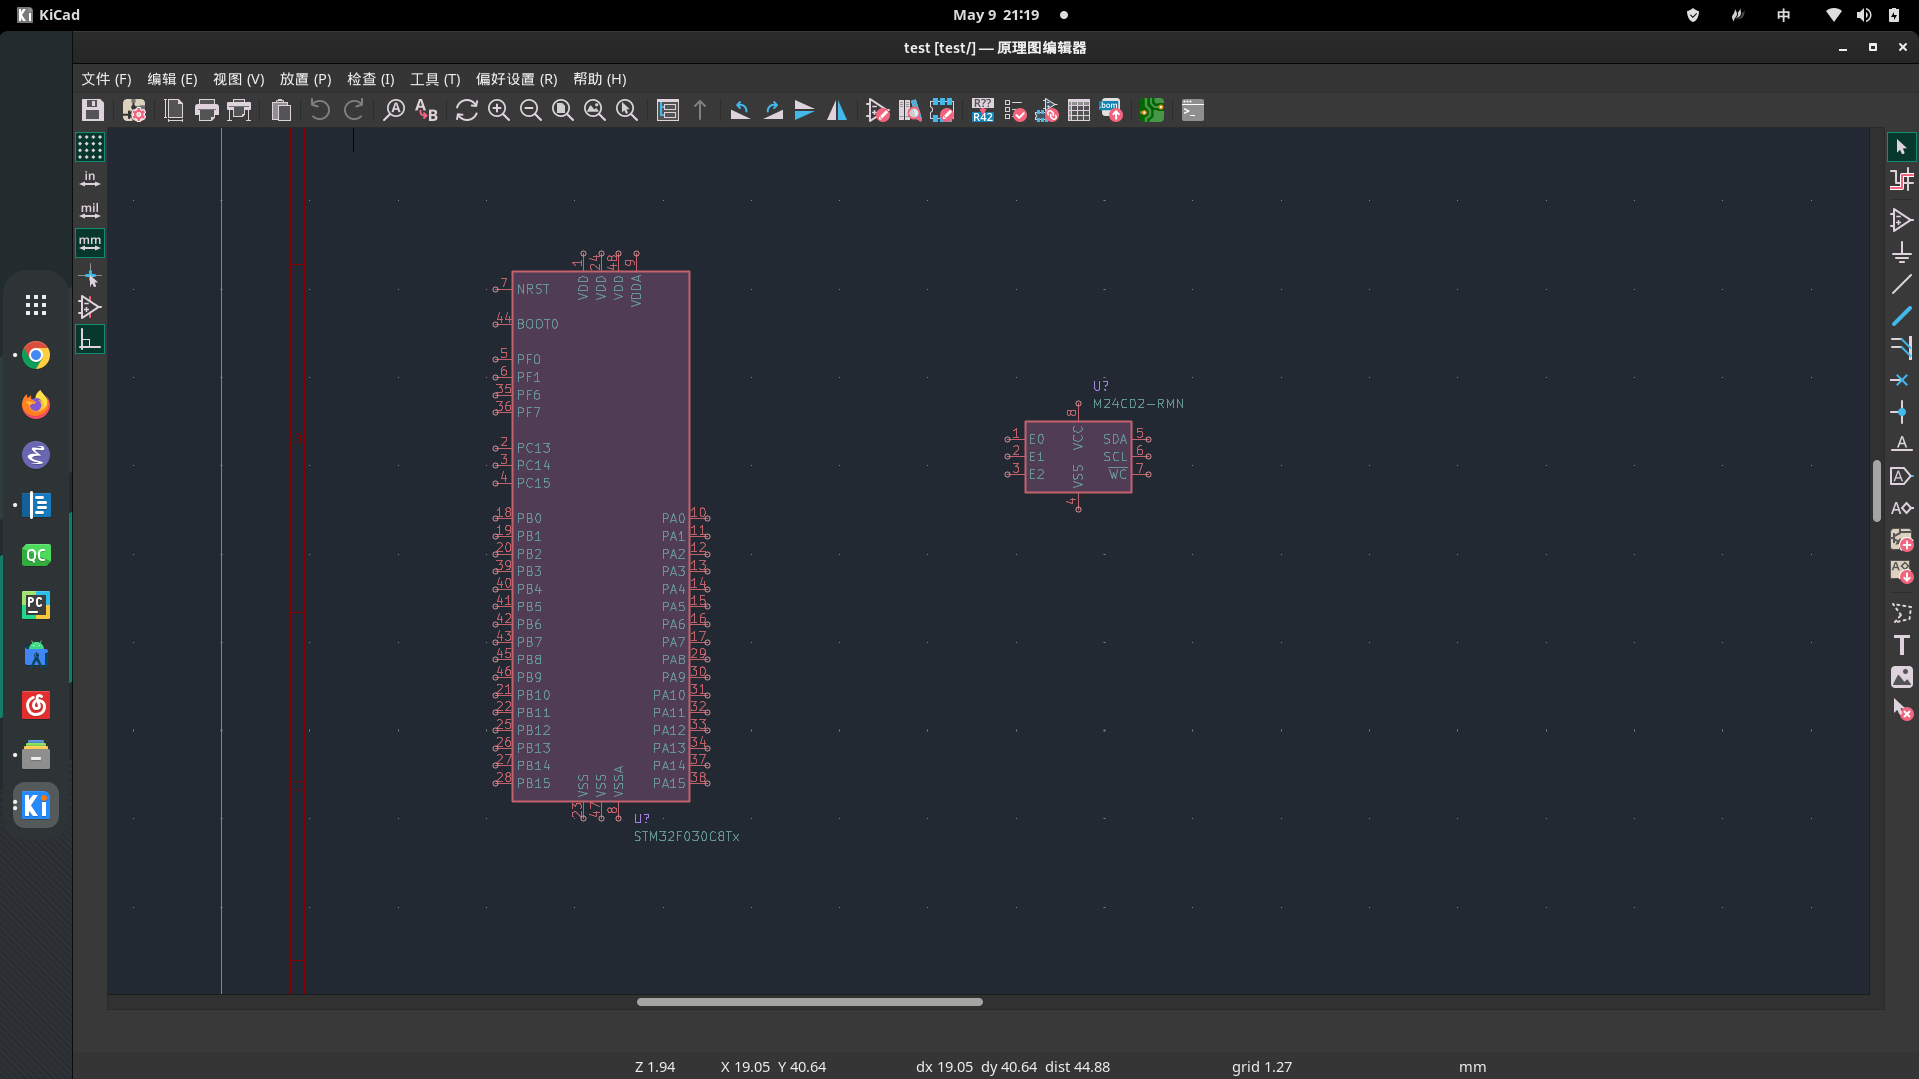 KiCad
May 9 21:19
中
test [test/] — 原理图编辑器
文件 (F) 编辑 (E) 视图 (V) 放置 (P) 检查 (I) 工具 (T) 偏好设置 (R) 帮助 (H)
A B
R??
R42
bom
in
mil
mm
1 24 48 9
VDD VDD VDD VDDA
7 NRST
44 BOOT0
5 PF0
6 PF1
35 PF6
36 PF7
2 PC13
3 PC14
4 PC15
18 PB0 PA0 10
19 PB1 PA1 11
20 PB2 PA2 12
39 PB3 PA3 13
40 PB4 PA4 14
41 PB5 PA5 15
42 PB6 PA6 16
43 PB7 PA7 17
45 PB8 PA8 29
46 PB9 PA9 30
21 PB10 PA10 31
22 PB11 PA11 32
25 PB12 PA12 33
26 PB13 PA13 34
27 PB14 PA14 37
28 PB15 PA15 38
VSS VSS VSSA
23 47 8
U?
STM32F030C8Tx
U?
M24C02-RMN
8
VCC
1 E0 SDA 5
2 E1 SCL 6
3 E2 WC 7
VSS
4
QC
PC
Ki
A
A
A
A
T
Z 1.94 X 19.05 Y 40.64 dx 19.05 dy 40.64 dist 44.88 grid 1.27 mm